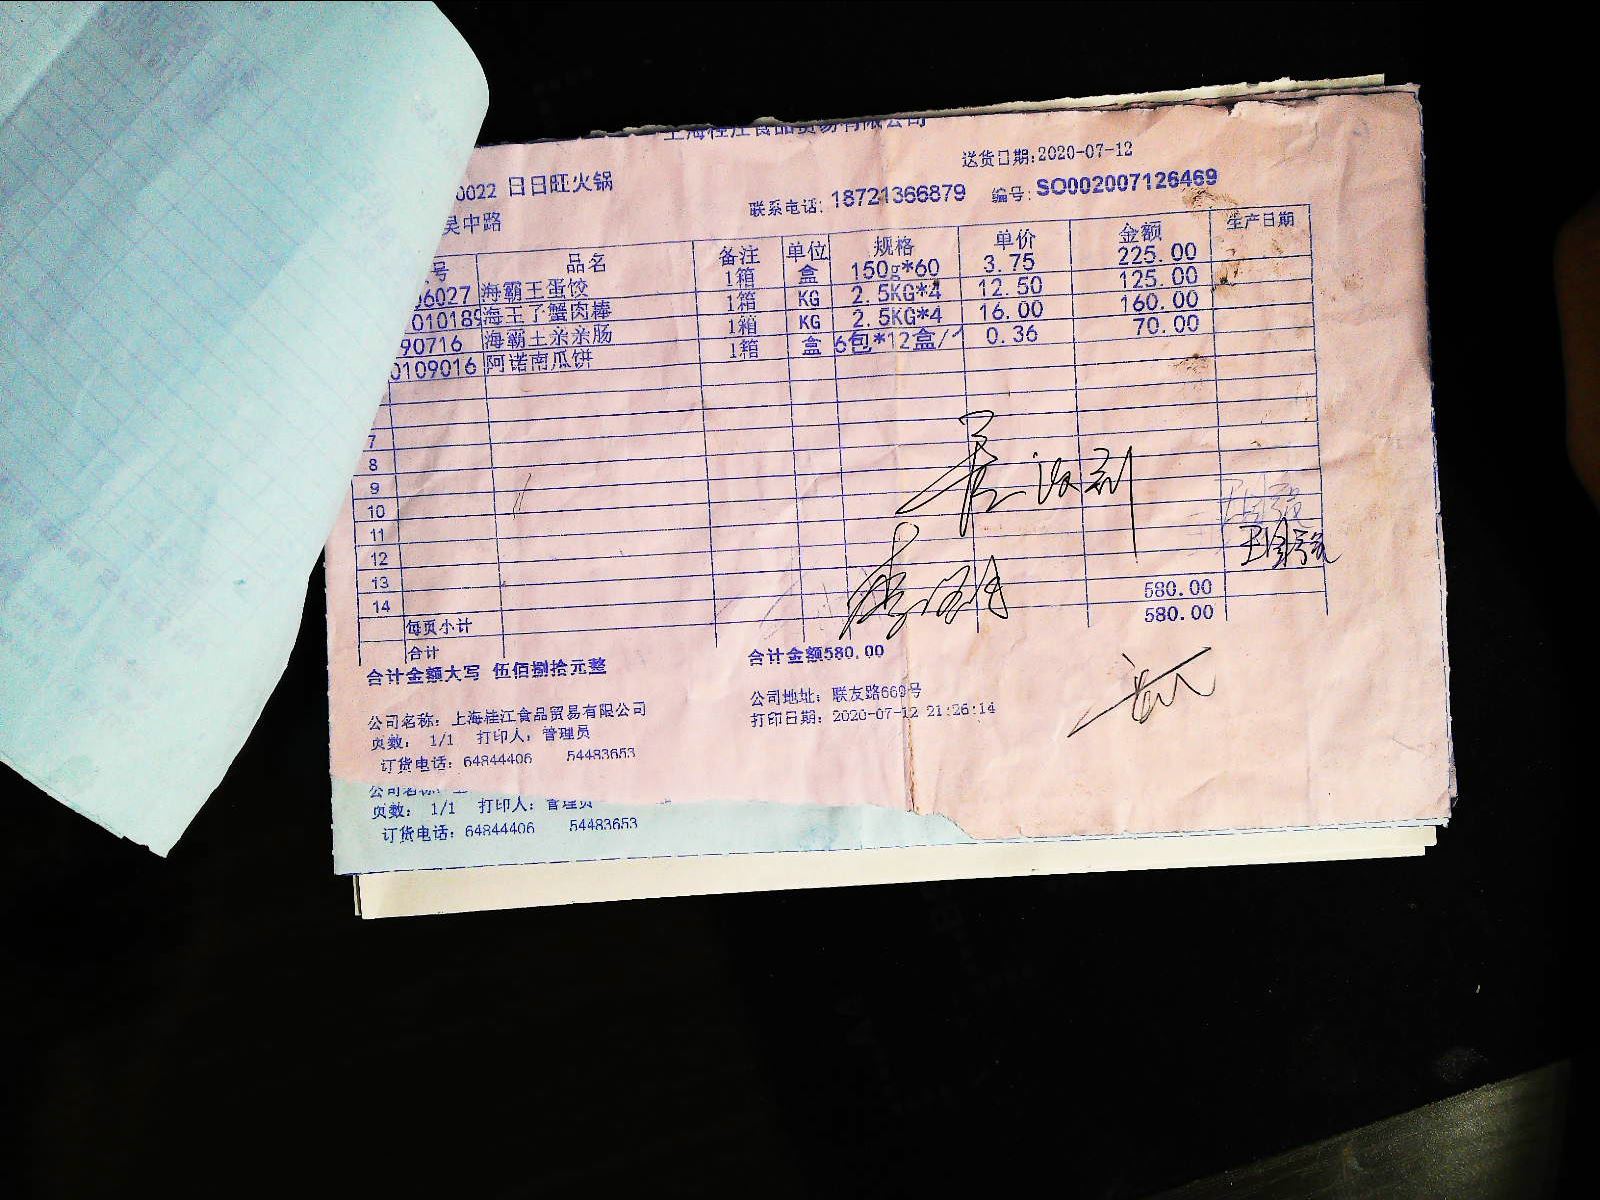 上海桂江食品贸易有限公司
送货日期:2020-07-12
0022 日日旺火锅
联系电话: 18721366879 编号: SO002007126469
吴中路
号 品名 备注 单位 规格 单价 金额 生产日期
6027 海霸王蛋饺 1箱 盒 150g*60 3.75 225.00
010189 海王子蟹肉棒 1箱 KG 2.5KG*4 12.50 125.00
90716 海霸王亲亲肠 1箱 KG 2.5KG*4 16.00 160.00
0109016 阿诺南瓜饼 1箱 盒 6包*12盒/1 0.36 70.00
7
8
9
10
11
12
13
14
每页小计 580.00
合计 580.00
合计金额大写 伍佰捌拾元整 合计金额580.00
公司名称: 上海桂江食品贸易有限公司 公司地址: 联友路669号
页数: 1/1 打印人: 管理员 打印日期: 2020-07-12 21:26:14
订货电话: 64844406 54483653
公司名称:
页数: 1/1 打印人: 管理员
订货电话: 64844406 54483653